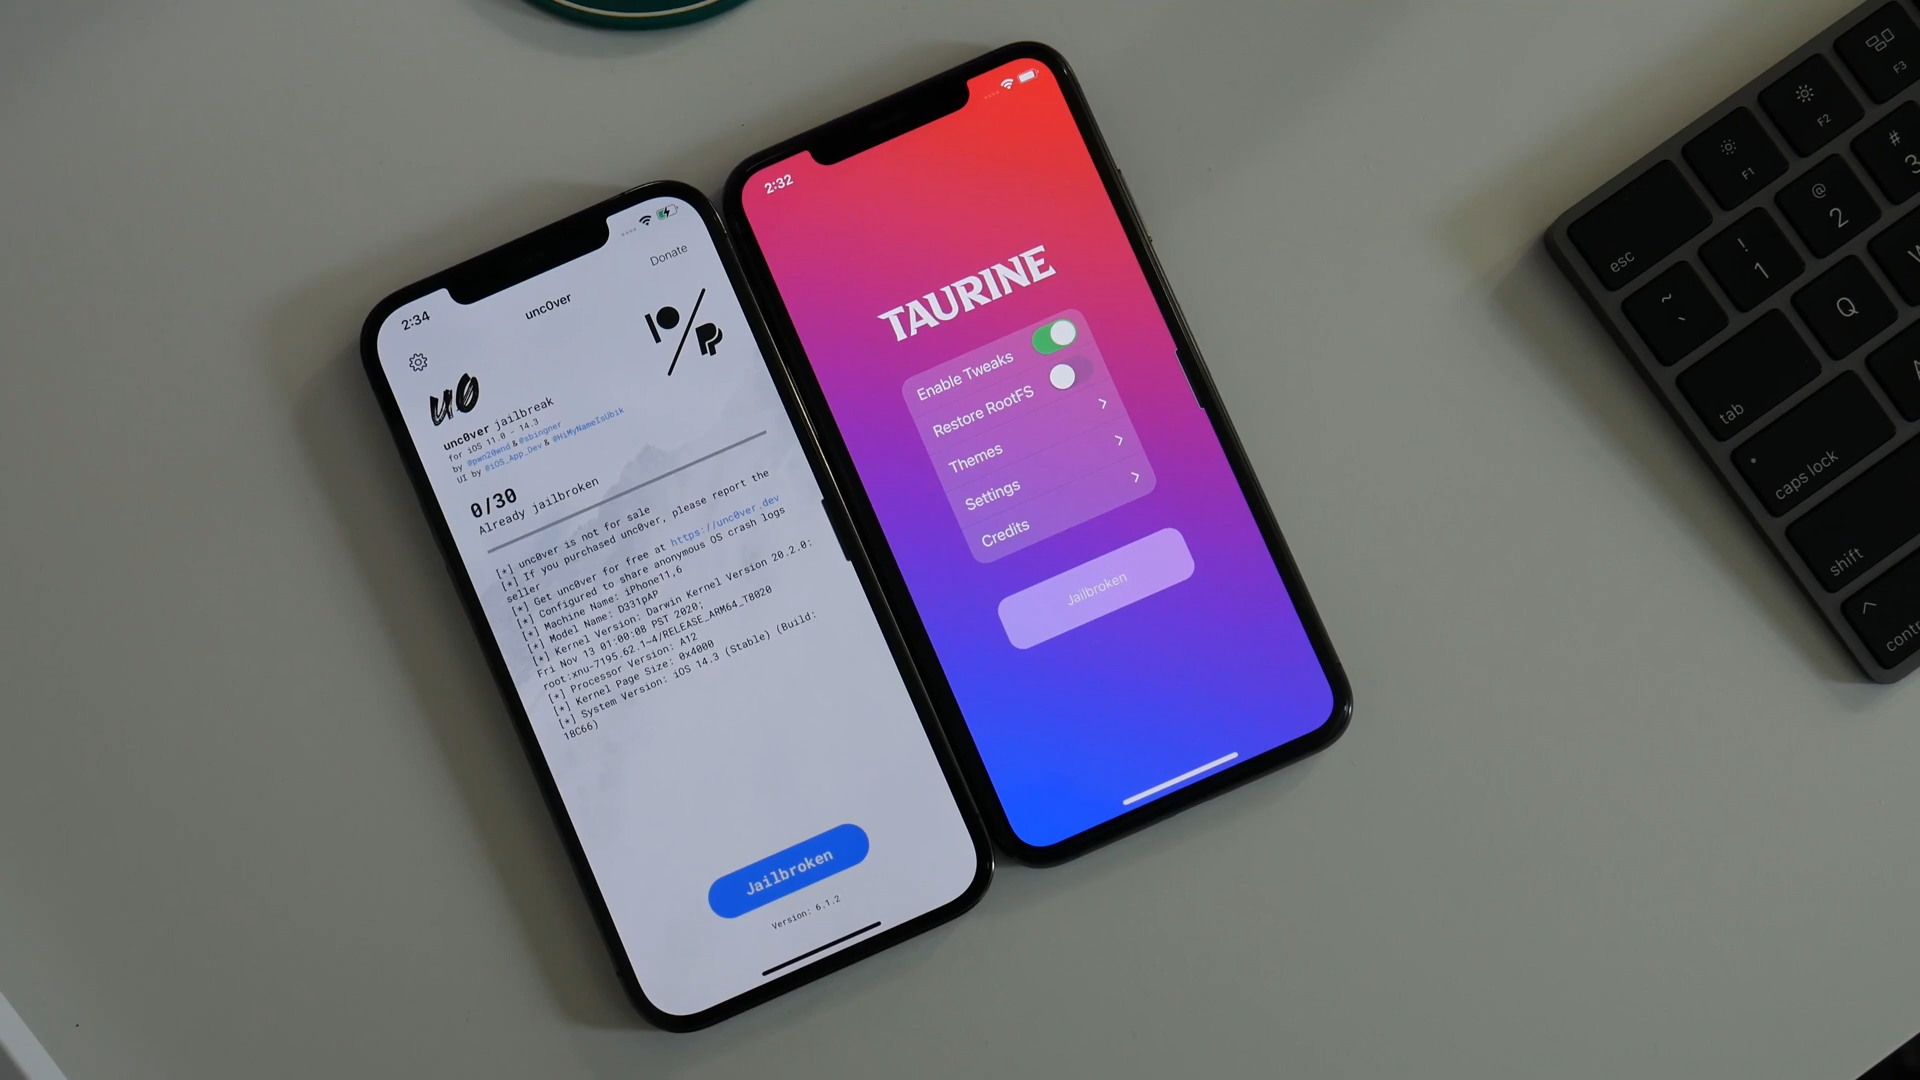 2:34
Donate
unc0ver
u0
unc0ver jailbreak
for iOS 11.0 - 14.3
by @pwn20wnd & @sbingner
UI by @iOS_App_Dev & @HiMyNameIsUbik
0/30
Already jailbroken
[*] unc0ver is not for sale
[*] If you purchased unc0ver, please report the
seller
[*] Get unc0ver for free at https://unc0ver.dev
[*] Configured to share anonymous OS crash logs
[*] Machine Name: iPhone11,6
[*] Model Name: D331pAP
[*] Kernel Version: Darwin Kernel Version 20.2.0:
Fri Nov 13 01:00:08 PST 2020;
root:xnu-7195.62.1~4/RELEASE_ARM64_T8020
[*] Processor Version: A12
[*] Kernel Page Size: 0x4000
[*] System Version: iOS 14.3 (Stable) (Build:
18C66)
Jailbroken
Version: 6.1.2
2:32
TAURINE
Enable Tweaks
Restore RootFS
Themes
Settings
Credits
Jailbroken
F3
F2
F1
esc
# 3
@ 2
! 1
~ `
Q
tab
caps lock
shift